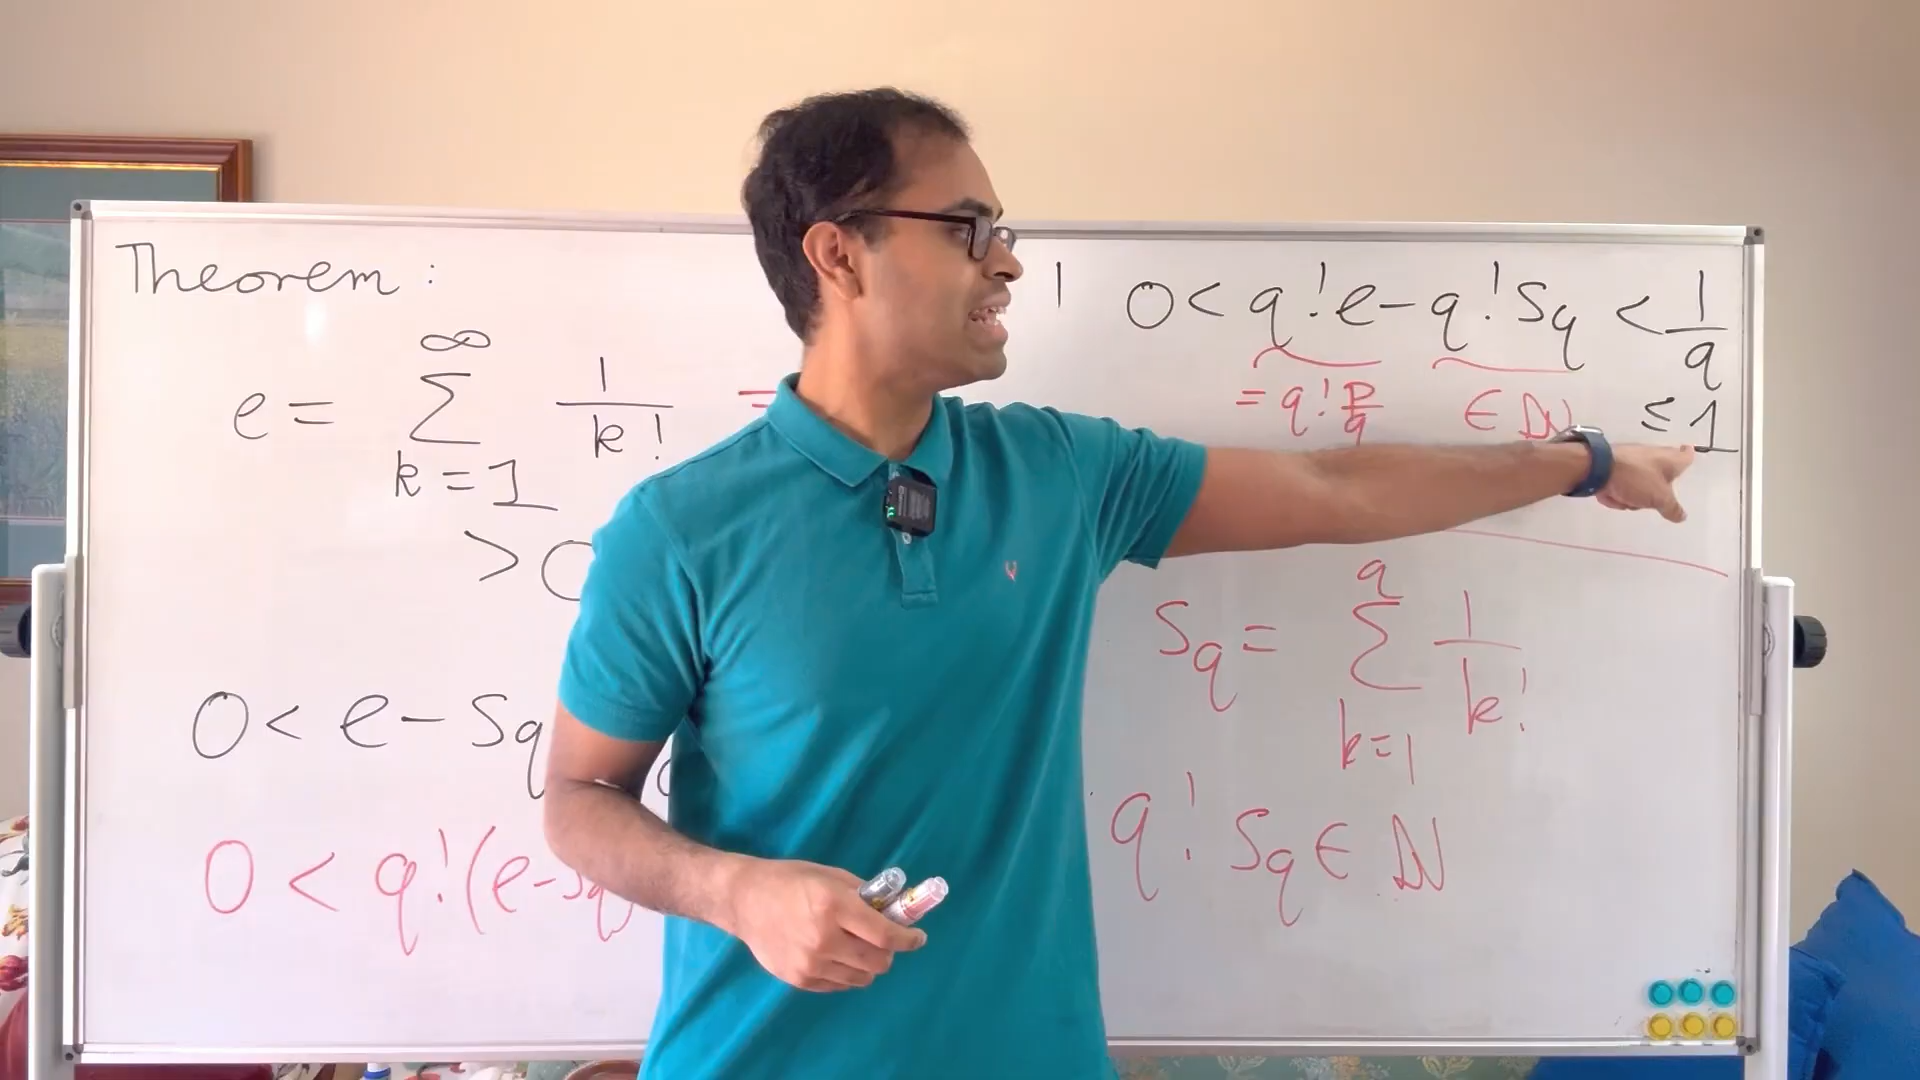 Theorem :
e = ∑_{k=1}^{∞} 1/k! =
> 0
0 < e - Sq
0 < q!(e-Sq)
0 < q!e - q!Sq < 1/q
= q! p/q ∈ ℕ ≤ 1
Sq = ∑_{k=1}^{q} 1/k!
q! Sq ∈ ℕ